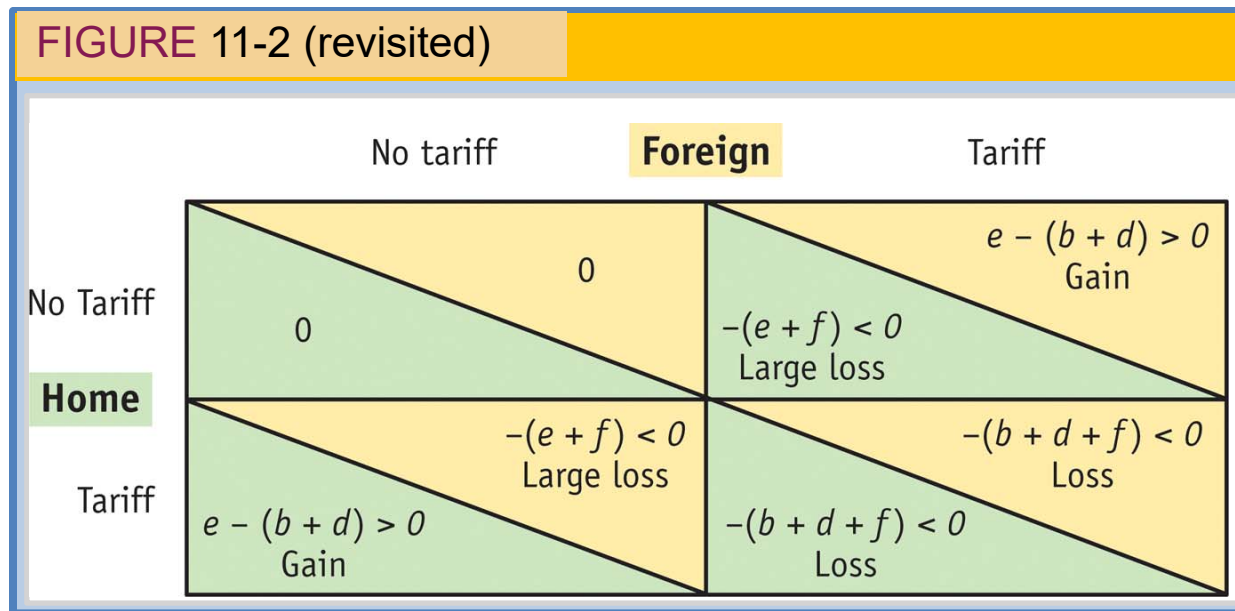 FIGURE 11-2 (revisited)
No tariff
Foreign
Tariff
No Tariff
0
0
e – (b + d) > 0
Gain
–(e + f) < 0
Large loss
Home
Tariff
–(e + f) < 0
Large loss
e – (b + d) > 0
Gain
–(b + d + f) < 0
Loss
–(b + d + f) < 0
Loss